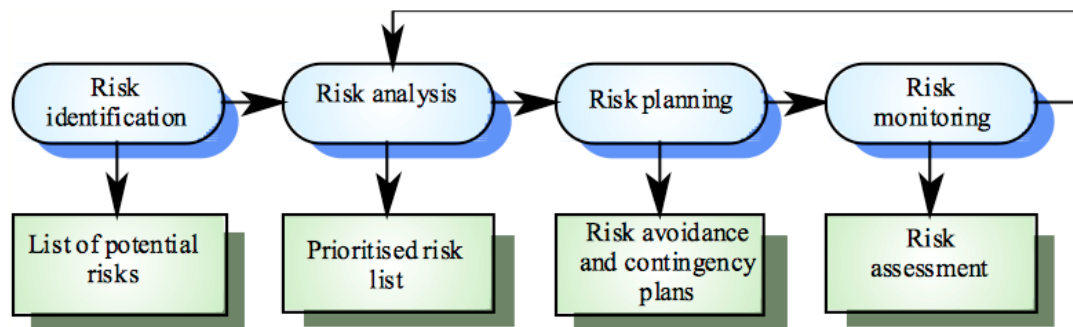 Risk
identification
Risk analysis
Risk planning
Risk
monitoring
List of potential
risks
Prioritised risk
list
Risk avoidance
and contingency
plans
Risk
assessment